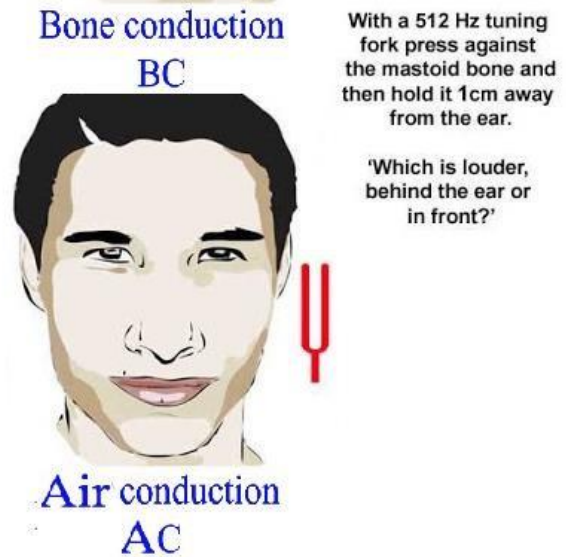 Bone conduction
BC
With a 512 Hz tuning
fork press against
the mastoid bone and
then hold it 1cm away
from the ear.
'Which is louder,
behind the ear or
in front?'
Air conduction
AC